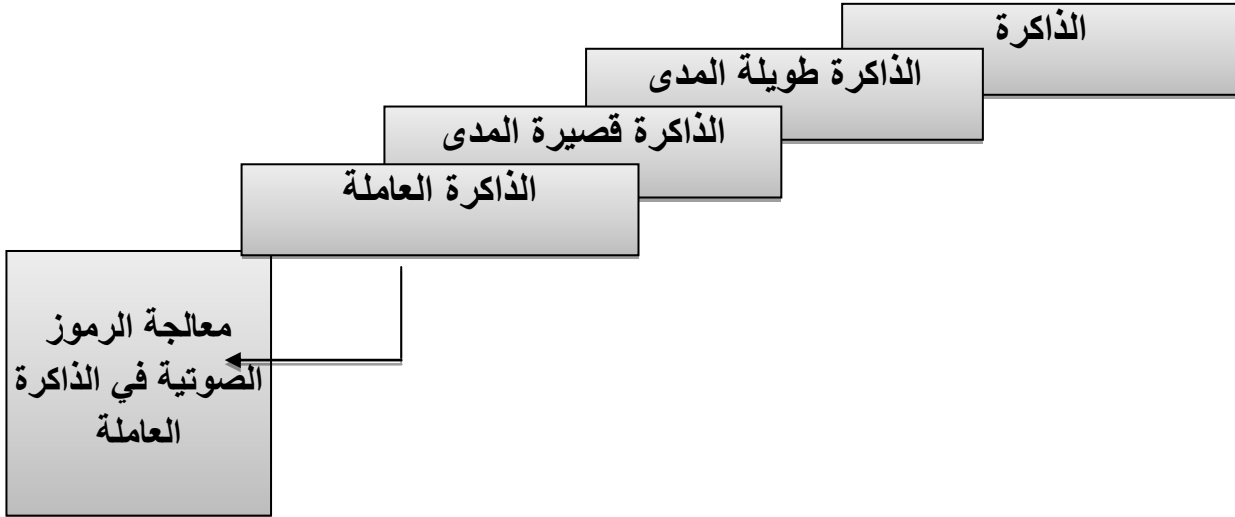 الذاكرة
الذاكرة طويلة المدى
الذاكرة قصيرة المدى
الذاكرة العاملة
معالجة الرموز
الصوتية في الذاكرة
العاملة